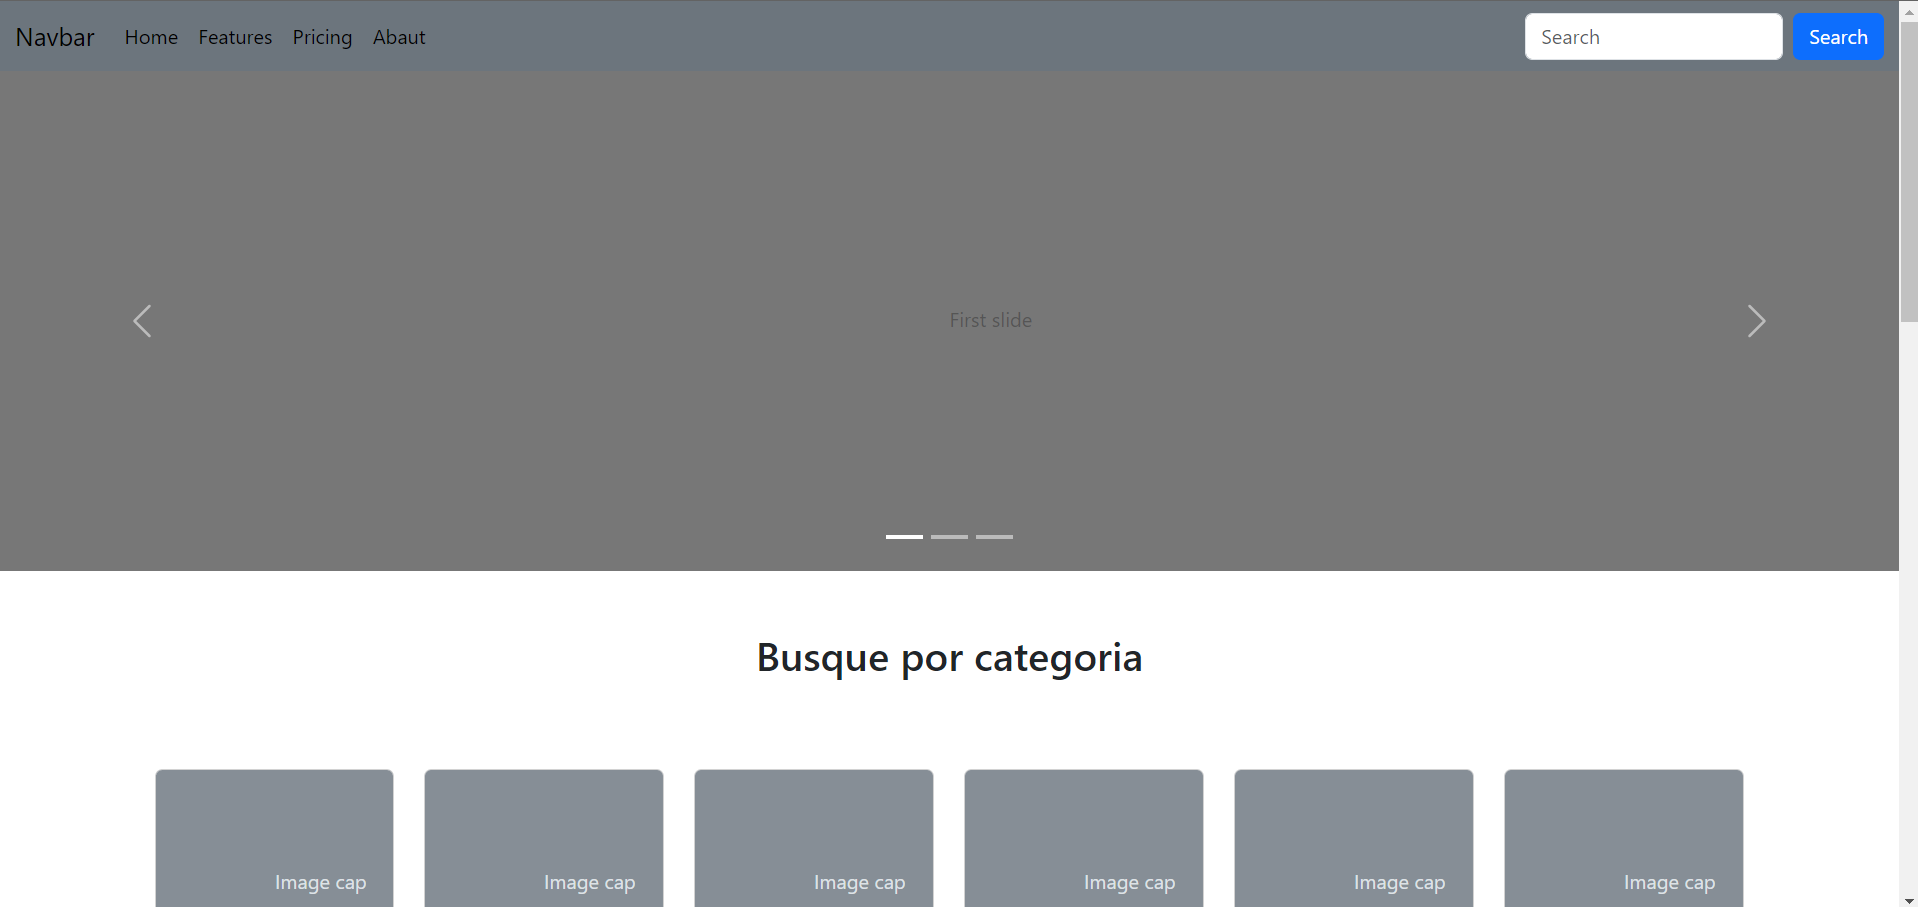 Navbar Home Features Pricing Abaut Search Search
First slide
Busque por categoria
Image cap Image cap Image cap Image cap Image cap Image cap